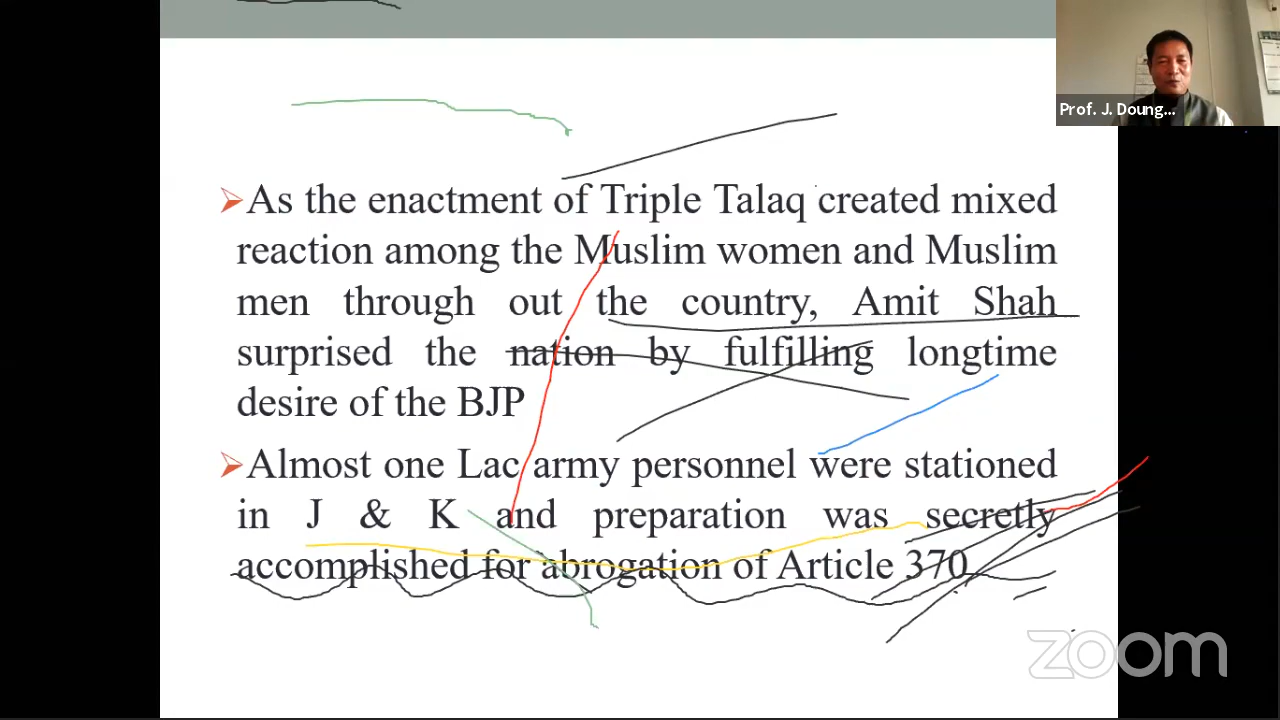 Prof. J. Doung...
➢As the enactment of Triple Talaq created mixed
reaction among the Muslim women and Muslim
men through out the country, Amit Shah
surprised the nation by fulfilling longtime
desire of the BJP
➢Almost one Lac army personnel were stationed
in J & K and preparation was secretly
accomplished for abrogation of Article 370
zoom